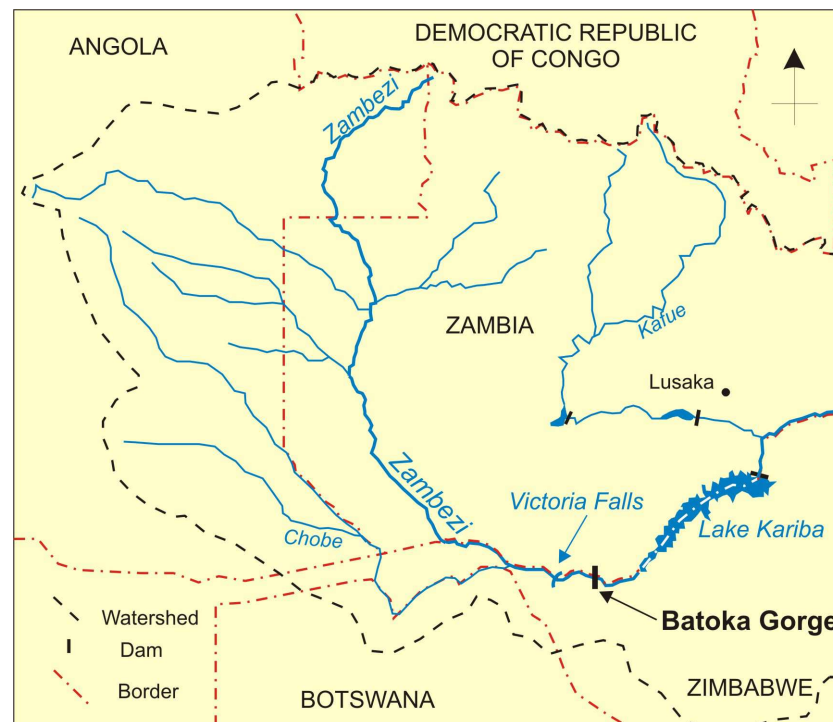 ANGOLA
DEMOCRATIC REPUBLIC
OF CONGO
Zambezi
ZAMBIA
Kafue
Lusaka
Zambezi
Victoria Falls
Lake Kariba
Chobe
Batoka Gorge
Watershed
Dam
Border
BOTSWANA
ZIMBABWE